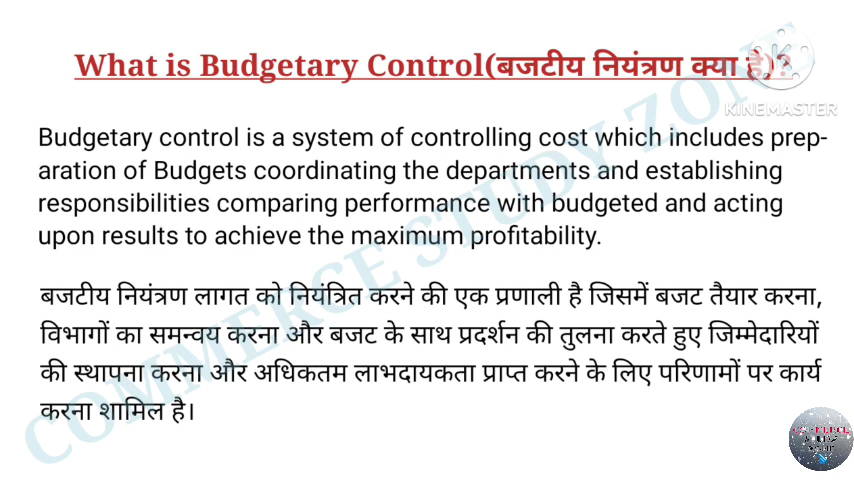 What is Budgetary Control(बजटीय नियंत्रण क्या है)?
KINEMASTER
Budgetary control is a system of controlling cost which includes prep-
aration of Budgets coordinating the departments and establishing
responsibilities comparing performance with budgeted and acting
upon results to achieve the maximum profitability.
बजटीय नियंत्रण लागत को नियंत्रित करने की एक प्रणाली है जिसमें बजट तैयार करना,
विभागों का समन्वय करना और बजट के साथ प्रदर्शन की तुलना करते हुए जिम्मेदारियों
की स्थापना करना और अधिकतम लाभदायकता प्राप्त करने के लिए परिणामों पर कार्य
करना शामिल है।
COMMERCE STUDY ZONE